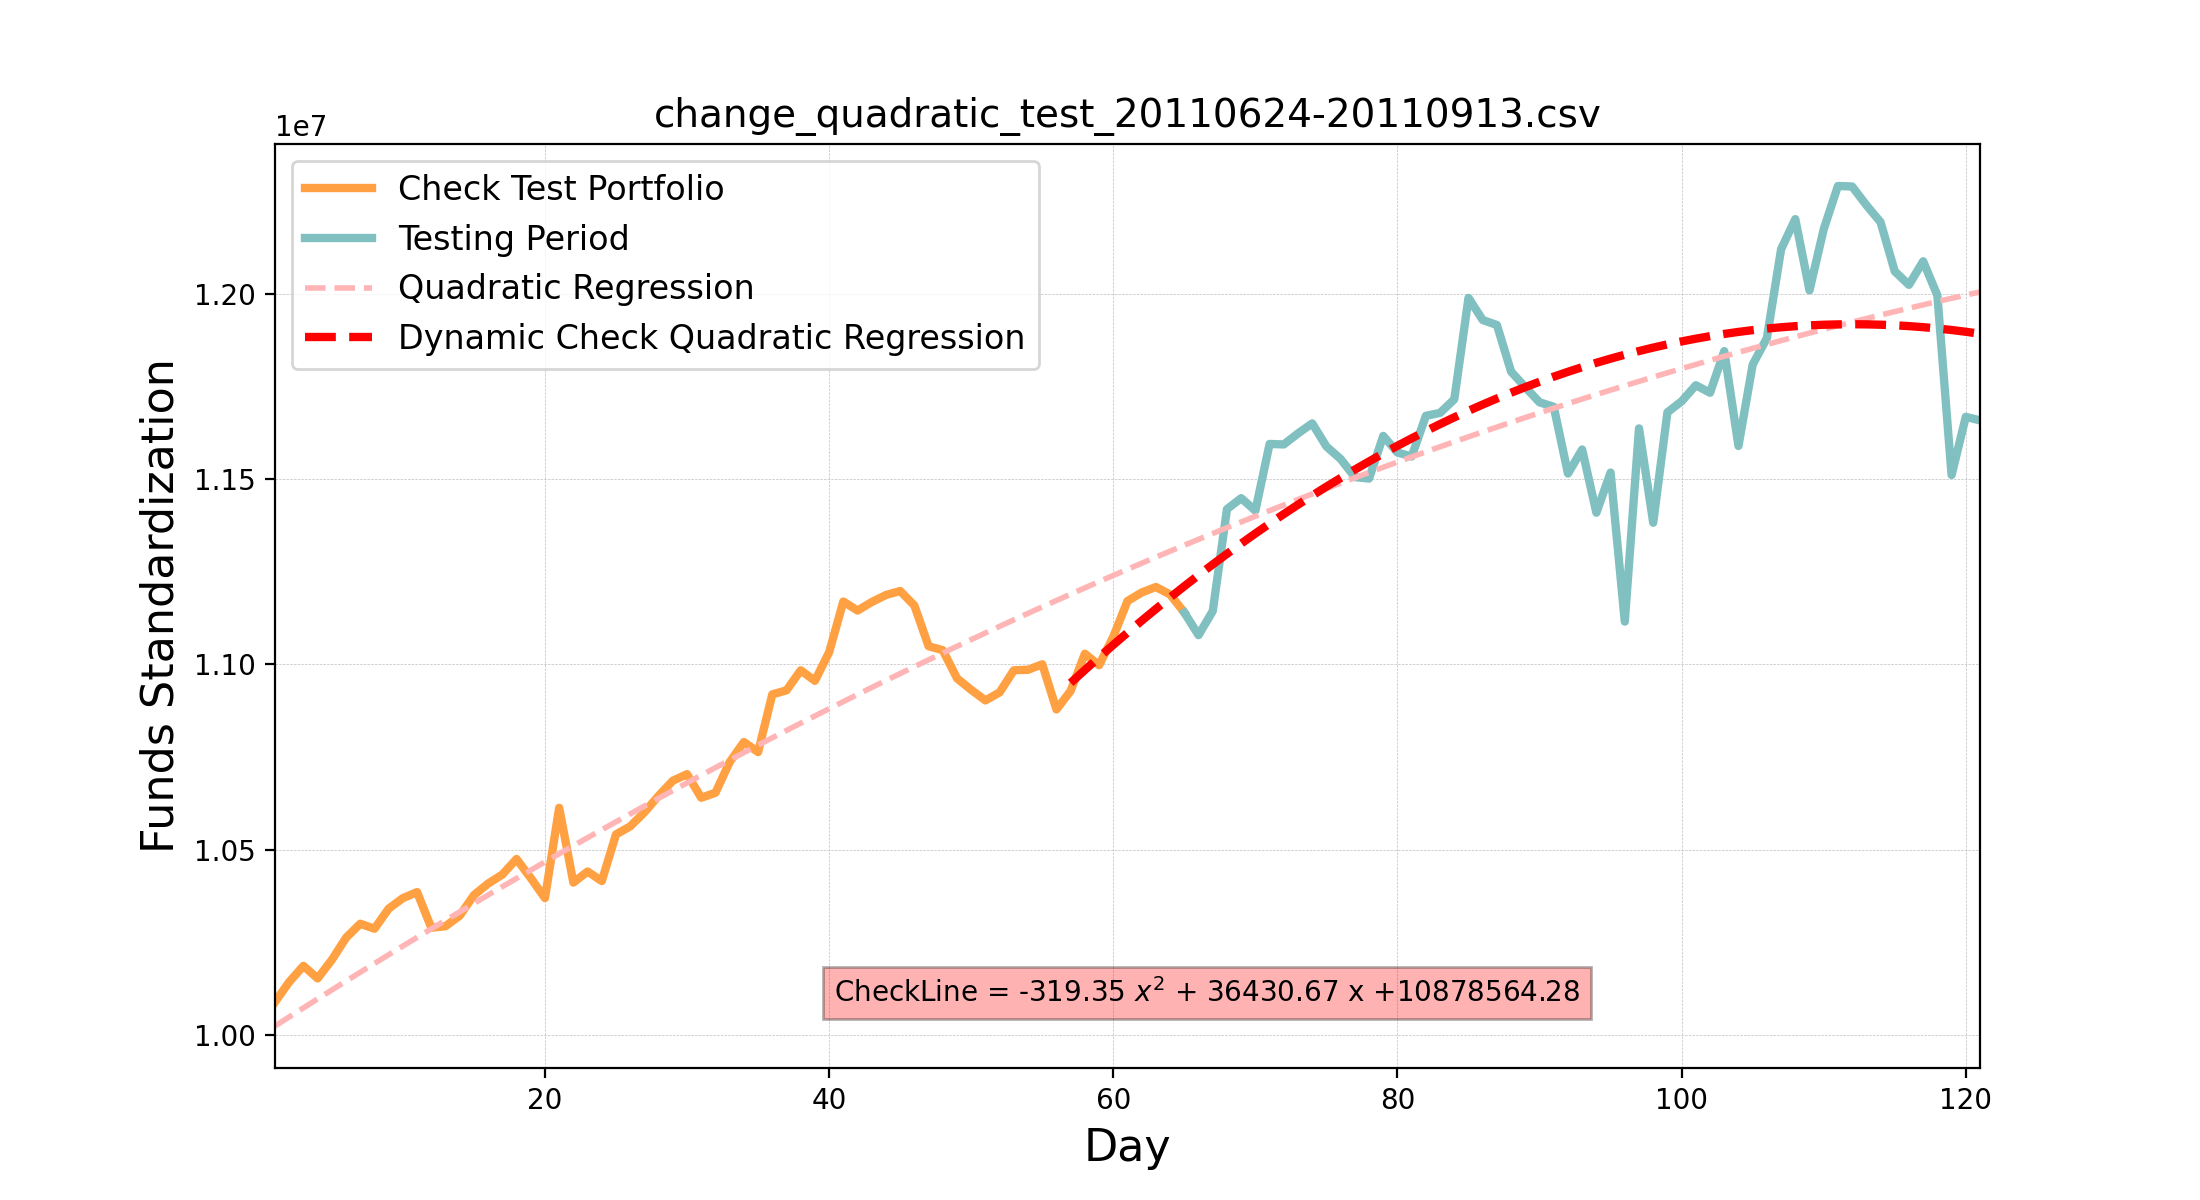 change_quadratic_test_20110624-20110913.csv
1e7
Check Test Portfolio
Testing Period
Quadratic Regression
Dynamic Check Quadratic Regression
Funds Standardization
1.20
1.15
1.10
1.05
1.00
CheckLine = -319.35 x² + 36430.67 x +10878564.28
20 40 60 80 100 120
Day